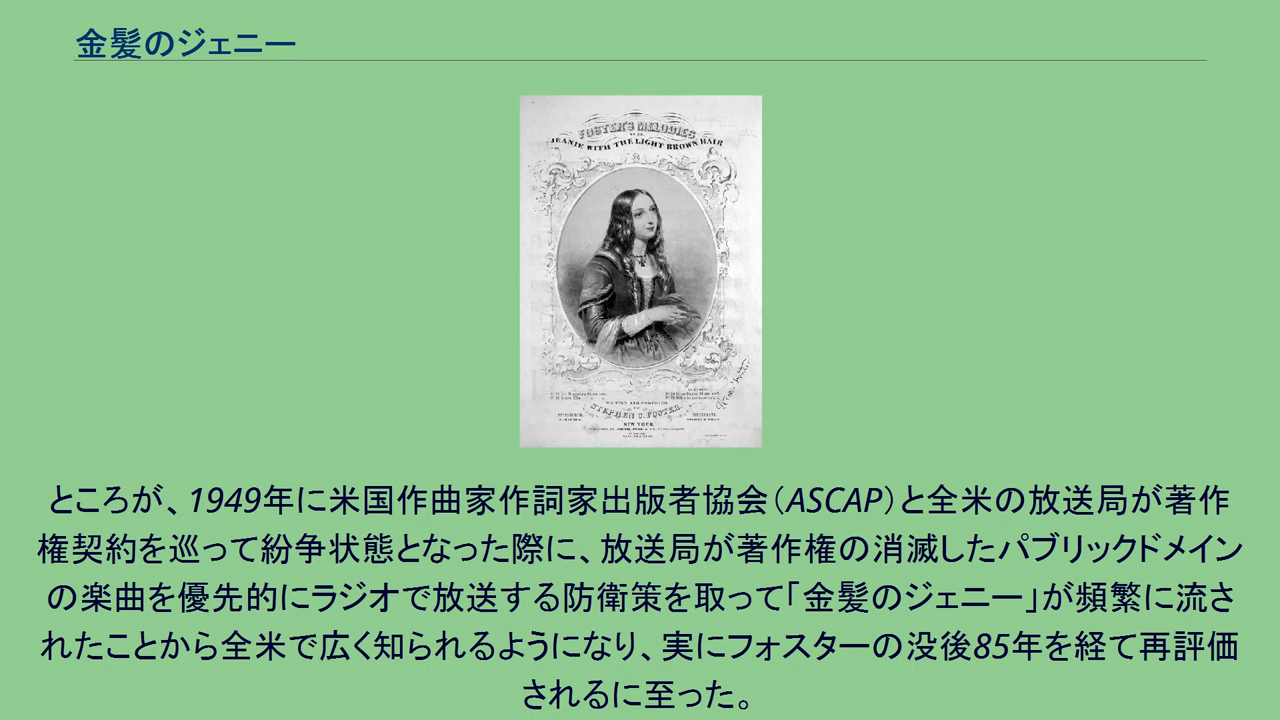 金髪のジェニー
FOSTER'S MELODIES
JEANIE WITH THE LIGHT BROWN HAIR
WRITTEN AND COMPOSED
BY
STEPHEN C. FOSTER.
NEW YORK.
ところが、1949年に米国作曲家作詞家出版者協会（ASCAP）と全米の放送局が著作
権契約を巡って紛争状態となった際に、放送局が著作権の消滅したパブリックドメイン
の楽曲を優先的にラジオで放送する防衛策を取って「金髪のジェニー」が頻繁に流さ
れたことから全米で広く知られるようになり、実にフォスターの没後85年を経て再評価
されるに至った。